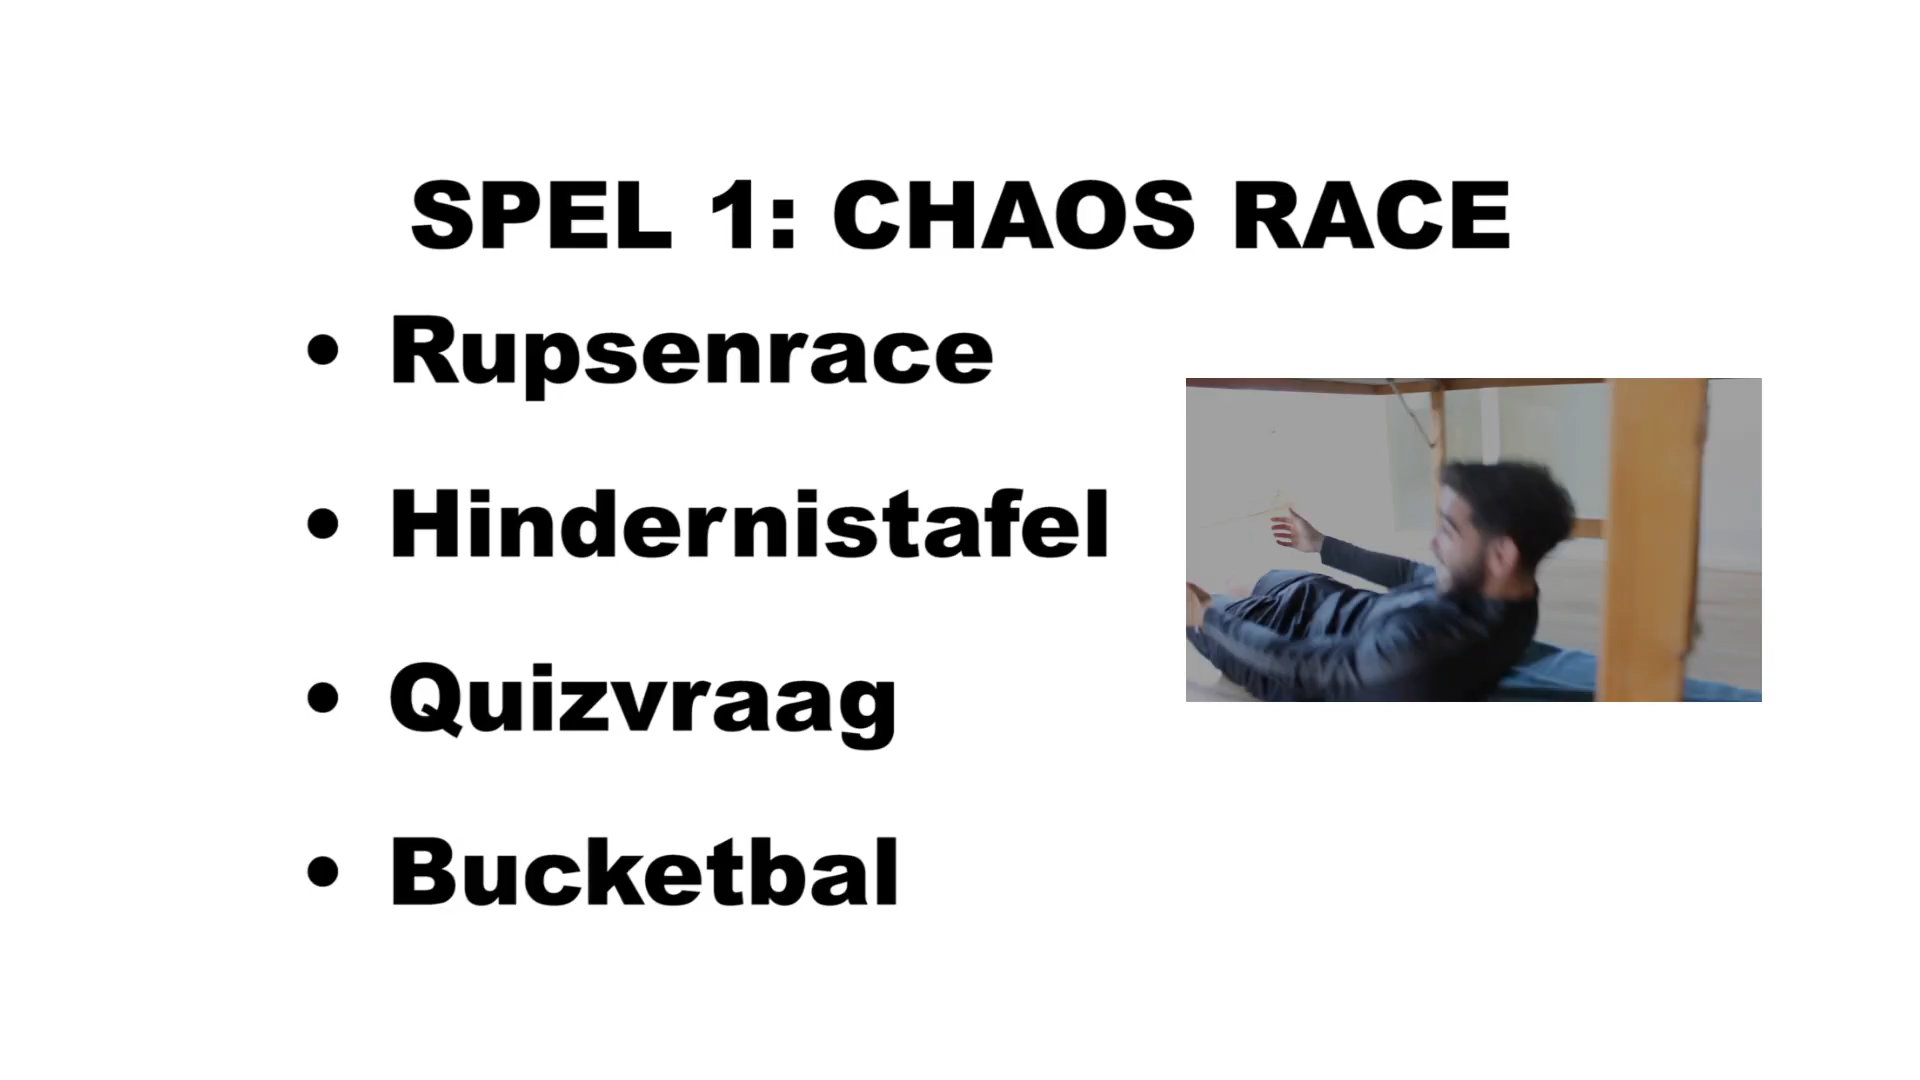 SPEL 1: CHAOS RACE
• Rupsenrace
• Hindernistafel
• Quizvraag
• Bucketbal